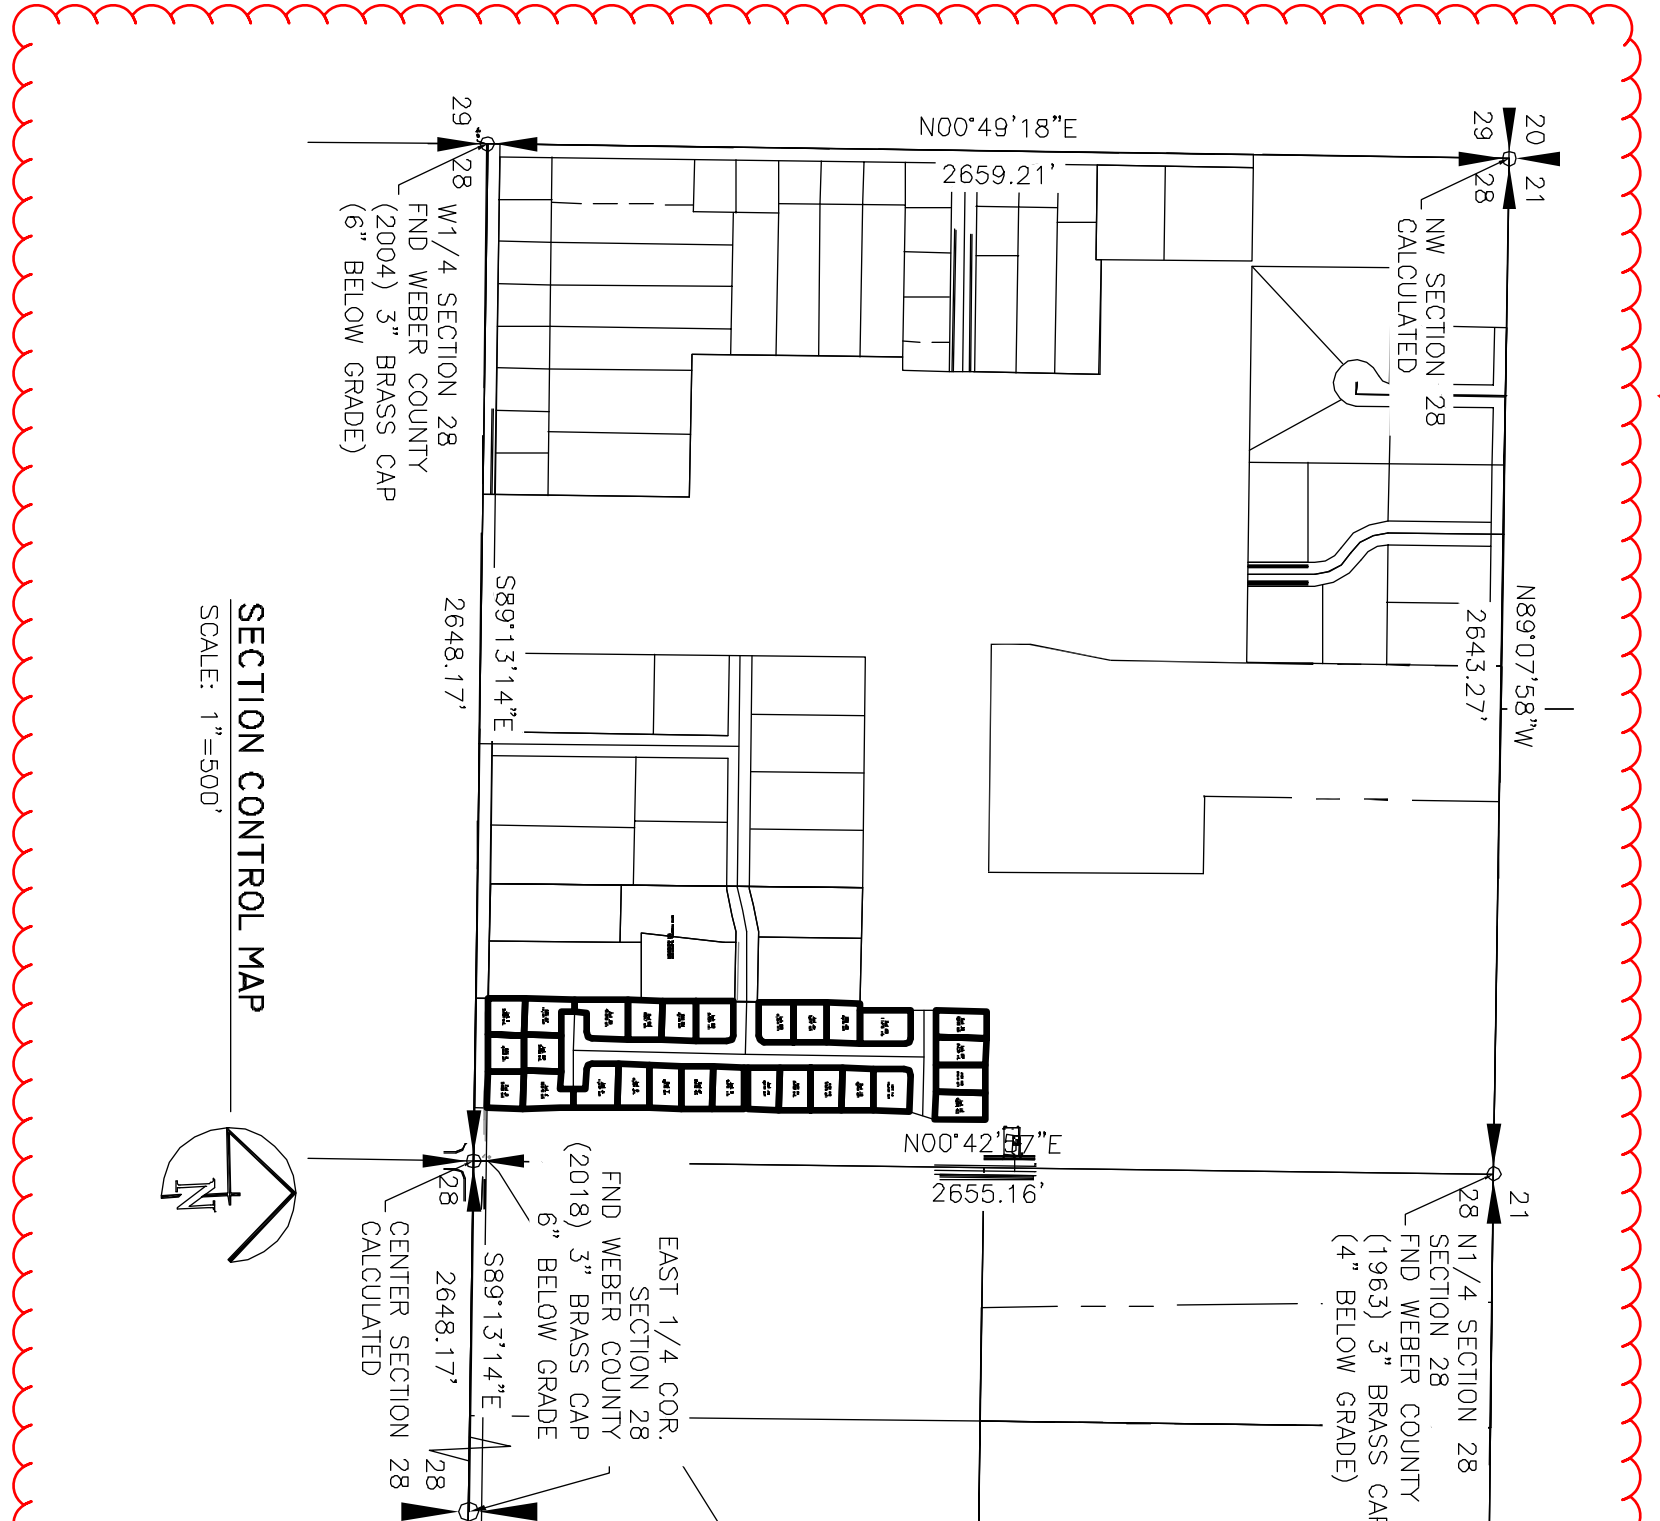 20
29
21
28
NW SECTION 28
CALCULATED
N00°49'18"E
2659.21'
29
28
W1/4 SECTION 28
FND WEBER COUNTY
(2004) 3" BRASS CAP
(6" BELOW GRADE)
N89°07'58"W
2643.27'
S89°13'14"E
2648.17'
SECTION CONTROL MAP
SCALE: 1"=500'
N00°42'
"E
2655.16'
21
28
N1/4 SECTION 28
SECTION 28
FND WEBER COUNTY
(1963) 3" BRASS CAP
(4" BELOW GRADE)
EAST 1/4 COR.
SECTION 28
FND WEBER COUNTY
(2018) 3" BRASS CAP
6" BELOW GRADE
S89°13'14"E
2648.17'
28
CENTER SECTION 28
CALCULATED
28
N